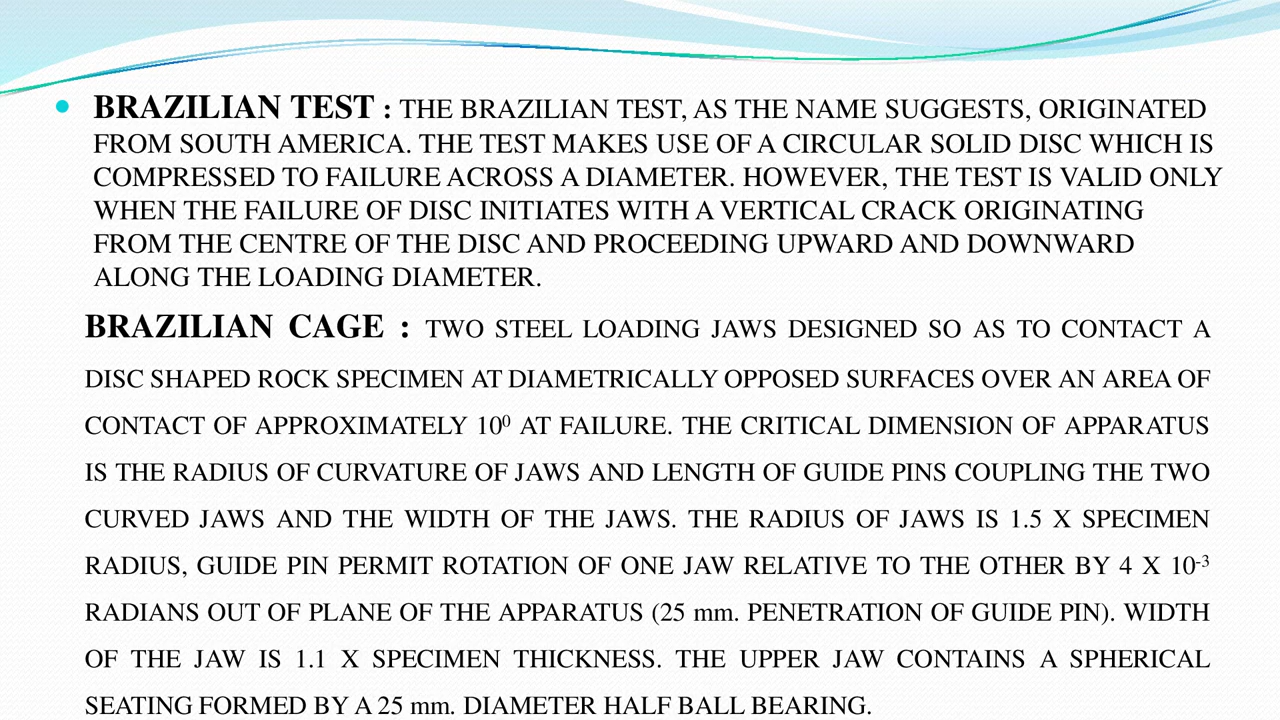 • BRAZILIAN TEST : THE BRAZILIAN TEST, AS THE NAME SUGGESTS, ORIGINATED
FROM SOUTH AMERICA. THE TEST MAKES USE OF A CIRCULAR SOLID DISC WHICH IS
COMPRESSED TO FAILURE ACROSS A DIAMETER. HOWEVER, THE TEST IS VALID ONLY
WHEN THE FAILURE OF DISC INITIATES WITH A VERTICAL CRACK ORIGINATING
FROM THE CENTRE OF THE DISC AND PROCEEDING UPWARD AND DOWNWARD
ALONG THE LOADING DIAMETER.
BRAZILIAN CAGE : TWO STEEL LOADING JAWS DESIGNED SO AS TO CONTACT A
DISC SHAPED ROCK SPECIMEN AT DIAMETRICALLY OPPOSED SURFACES OVER AN AREA OF
CONTACT OF APPROXIMATELY 10⁰ AT FAILURE. THE CRITICAL DIMENSION OF APPARATUS
IS THE RADIUS OF CURVATURE OF JAWS AND LENGTH OF GUIDE PINS COUPLING THE TWO
CURVED JAWS AND THE WIDTH OF THE JAWS. THE RADIUS OF JAWS IS 1.5 X SPECIMEN
RADIUS, GUIDE PIN PERMIT ROTATION OF ONE JAW RELATIVE TO THE OTHER BY 4 X 10⁻³
RADIANS OUT OF PLANE OF THE APPARATUS (25 mm. PENETRATION OF GUIDE PIN). WIDTH
OF THE JAW IS 1.1 X SPECIMEN THICKNESS. THE UPPER JAW CONTAINS A SPHERICAL
SEATING FORMED BY A 25 mm. DIAMETER HALF BALL BEARING.